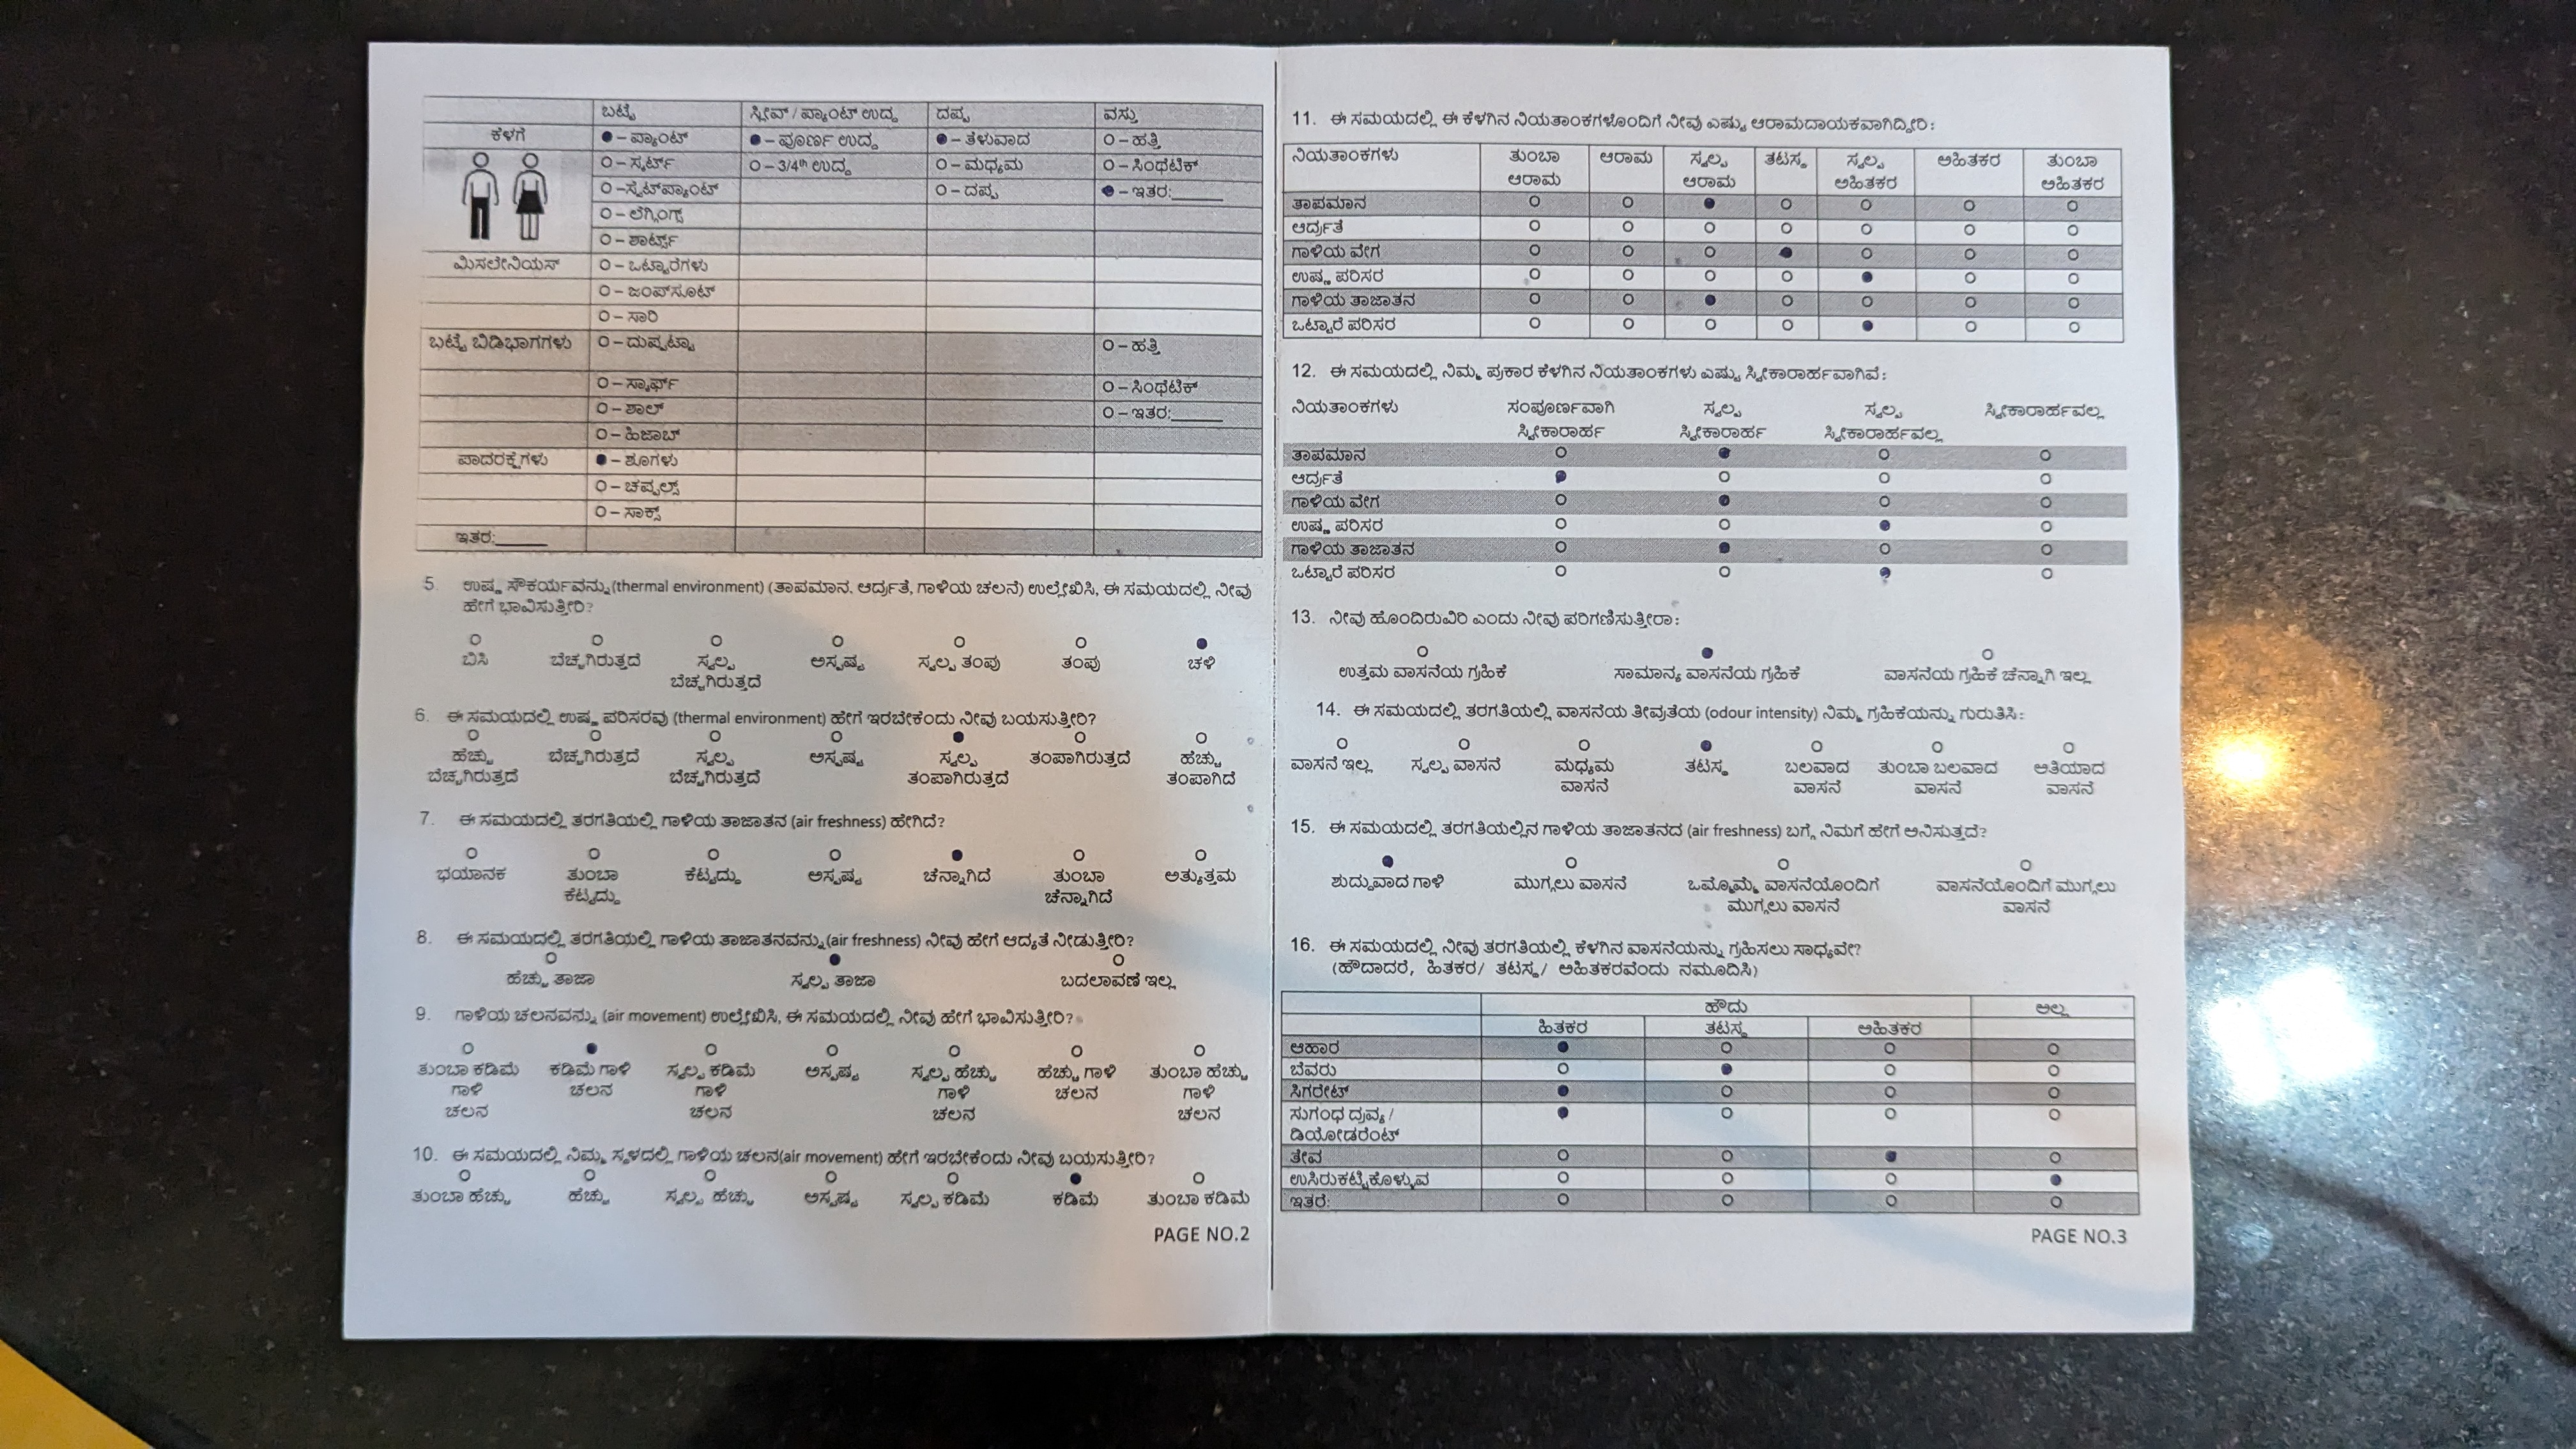 ಬಟ್ಟೆ ಸ್ಲೀವ್ / ಪ್ಯಾಂಟ್ ಉದ್ದ ದಪ್ಪ ವಸ್ತು
ಕೆಳಗೆ ●–ಪ್ಯಾಂಟ್ ●–ಪೂರ್ಣ ಉದ್ದ ●–ತೆಳುವಾದ O–ಹತ್ತಿ
O–ಸ್ಕರ್ಟ್ O–3/4th ಉದ್ದ O–ಮಧ್ಯಮ O–ಸಿಂಥೆಟಿಕ್
O–ಸ್ವೆಟ್‌ಪ್ಯಾಂಟ್ O–ದಪ್ಪ ●–ಇತರ:______
O–ಲೆಗ್ಗಿಂಗ್ಸ್
O–ಶಾರ್ಟ್ಸ್
ಮಿಸಲೇನಿಯಸ್ O–ಒಟ್ಟಾರೆಗಳು
O–ಜಂಪ್‌ಸೂಟ್
O–ಸಾರಿ
ಬಟ್ಟೆ ಬಿಡಿಭಾಗಗಳು O–ದುಪ್ಪಟ್ಟಾ O–ಹತ್ತಿ
O–ಸ್ಕಾರ್ಫ್ O–ಸಿಂಥೆಟಿಕ್
O–ಶಾಲ್ O–ಇತರ:______
O–ಹಿಜಾಬ್
ಪಾದರಕ್ಷೆಗಳು ●–ಶೂಗಳು
O–ಚಪ್ಪಲ್ಸ್
O–ಸಾಕ್ಸ್
ಇತರ:______
5. ಉಷ್ಣ ಸೌಕರ್ಯವನ್ನು (thermal environment) (ತಾಪಮಾನ, ಆರ್ದ್ರತೆ, ಗಾಳಿಯ ಚಲನೆ) ಉಲ್ಲೇಖಿಸಿ, ಈ ಸಮಯದಲ್ಲಿ ನೀವು
ಹೇಗೆ ಭಾವಿಸುತ್ತೀರಿ?
O O O O O O ●
ಬಿಸಿ ಬೆಚ್ಚಗಿರುತ್ತದೆ ಸ್ವಲ್ಪ ಅಸ್ಪಷ್ಟ ಸ್ವಲ್ಪ ತಂಪು ತಂಪು ಚಳಿ
ಬೆಚ್ಚಗಿರುತ್ತದೆ
6. ಈ ಸಮಯದಲ್ಲಿ ಉಷ್ಣ ಪರಿಸರವು (thermal environment) ಹೇಗೆ ಇರಬೇಕೆಂದು ನೀವು ಬಯಸುತ್ತೀರಿ?
O O O O ● O O
ಹೆಚ್ಚು ಬೆಚ್ಚಗಿರುತ್ತದೆ ಸ್ವಲ್ಪ ಅಸ್ಪಷ್ಟ ಸ್ವಲ್ಪ ತಂಪಾಗಿರುತ್ತದೆ ಹೆಚ್ಚು
ಬೆಚ್ಚಗಿರುತ್ತದೆ ಬೆಚ್ಚಗಿರುತ್ತದೆ ತಂಪಾಗಿರುತ್ತದೆ ತಂಪಾಗಿದೆ
7. ಈ ಸಮಯದಲ್ಲಿ ತರಗತಿಯಲ್ಲಿ ಗಾಳಿಯ ತಾಜಾತನ (air freshness) ಹೇಗಿದೆ?
O O O O ● O O
ಭಯಾನಕ ತುಂಬಾ ಕೆಟ್ಟದ್ದು ಅಸ್ಪಷ್ಟ ಚೆನ್ನಾಗಿದೆ ತುಂಬಾ ಅತ್ಯುತ್ತಮ
ಕೆಟ್ಟದ್ದು ಚೆನ್ನಾಗಿದೆ
8. ಈ ಸಮಯದಲ್ಲಿ ತರಗತಿಯಲ್ಲಿ ಗಾಳಿಯ ತಾಜಾತನವನ್ನು (air freshness) ನೀವು ಹೇಗೆ ಆದ್ಯತೆ ನೀಡುತ್ತೀರಿ?
O ● O
ಹೆಚ್ಚು ತಾಜಾ ಸ್ವಲ್ಪ ತಾಜಾ ಬದಲಾವಣೆ ಇಲ್ಲ
9. ಗಾಳಿಯ ಚಲನವನ್ನು (air movement) ಉಲ್ಲೇಖಿಸಿ, ಈ ಸಮಯದಲ್ಲಿ ನೀವು ಹೇಗೆ ಭಾವಿಸುತ್ತೀರಿ?
O ● O O O O O
ತುಂಬಾ ಕಡಿಮೆ ಕಡಿಮೆ ಗಾಳಿ ಸ್ವಲ್ಪ ಕಡಿಮೆ ಅಸ್ಪಷ್ಟ ಸ್ವಲ್ಪ ಹೆಚ್ಚು ಹೆಚ್ಚು ಗಾಳಿ ತುಂಬಾ ಹೆಚ್ಚು
ಗಾಳಿ ಚಲನ ಗಾಳಿ ಗಾಳಿ ಚಲನ ಗಾಳಿ
ಚಲನ ಚಲನ ಚಲನ ಚಲನ
10. ಈ ಸಮಯದಲ್ಲಿ ನಿಮ್ಮ ಸ್ಥಳದಲ್ಲಿ ಗಾಳಿಯ ಚಲನ(air movement) ಹೇಗೆ ಇರಬೇಕೆಂದು ನೀವು ಬಯಸುತ್ತೀರಿ?
O O O O O ● O
ತುಂಬಾ ಹೆಚ್ಚು ಹೆಚ್ಚು ಸ್ವಲ್ಪ ಹೆಚ್ಚು ಅಸ್ಪಷ್ಟ ಸ್ವಲ್ಪ ಕಡಿಮೆ ಕಡಿಮೆ ತುಂಬಾ ಕಡಿಮೆ
PAGE NO.2
11. ಈ ಸಮಯದಲ್ಲಿ ಈ ಕೆಳಗಿನ ನಿಯತಾಂಕಗಳೊಂದಿಗೆ ನೀವು ಎಷ್ಟು ಆರಾಮದಾಯಕವಾಗಿದ್ದೀರಿ:
ನಿಯತಾಂಕಗಳು ತುಂಬಾ ಆರಾಮ ಸ್ವಲ್ಪ ತಟಸ್ಥ ಸ್ವಲ್ಪ ಅಹಿತಕರ ತುಂಬಾ
ಆರಾಮ ಆರಾಮ ಅಹಿತಕರ ಅಹಿತಕರ
ತಾಪಮಾನ O O ● O O O O
ಆರ್ದ್ರತೆ O O O O O O O
ಗಾಳಿಯ ವೇಗ O O O ● O O O
ಉಷ್ಣ ಪರಿಸರ O O O O ● O O
ಗಾಳಿಯ ತಾಜಾತನ O O ● O O O O
ಒಟ್ಟಾರೆ ಪರಿಸರ O O O O ● O O
12. ಈ ಸಮಯದಲ್ಲಿ ನಿಮ್ಮ ಪ್ರಕಾರ ಕೆಳಗಿನ ನಿಯತಾಂಕಗಳು ಎಷ್ಟು ಸ್ವೀಕಾರಾರ್ಹವಾಗಿವೆ:
ನಿಯತಾಂಕಗಳು ಸಂಪೂರ್ಣವಾಗಿ ಸ್ವಲ್ಪ ಸ್ವಲ್ಪ ಸ್ವೀಕಾರಾರ್ಹವಲ್ಲ
ಸ್ವೀಕಾರಾರ್ಹ ಸ್ವೀಕಾರಾರ್ಹ ಸ್ವೀಕಾರಾರ್ಹವಲ್ಲ
ತಾಪಮಾನ O ● O O
ಆರ್ದ್ರತೆ ● O O O
ಗಾಳಿಯ ವೇಗ O ● O O
ಉಷ್ಣ ಪರಿಸರ O O ● O
ಗಾಳಿಯ ತಾಜಾತನ O ● O O
ಒಟ್ಟಾರೆ ಪರಿಸರ O O ● O
13. ನೀವು ಹೊಂದಿರುವಿರಿ ಎಂದು ನೀವು ಪರಿಗಣಿಸುತ್ತೀರಾ:
O ● O
ಉತ್ತಮ ವಾಸನೆಯ ಗ್ರಹಿಕೆ ಸಾಮಾನ್ಯ ವಾಸನೆಯ ಗ್ರಹಿಕೆ ವಾಸನೆಯ ಗ್ರಹಿಕೆ ಚೆನ್ನಾಗಿ ಇಲ್ಲ
14. ಈ ಸಮಯದಲ್ಲಿ ತರಗತಿಯಲ್ಲಿ ವಾಸನೆಯ ತೀವ್ರತೆಯ (odour intensity) ನಿಮ್ಮ ಗ್ರಹಿಕೆಯನ್ನು ಗುರುತಿಸಿ:
O O O ● O O O
ವಾಸನೆ ಇಲ್ಲ ಸ್ವಲ್ಪ ವಾಸನೆ ಮಧ್ಯಮ ತಟಸ್ಥ ಬಲವಾದ ತುಂಬಾ ಬಲವಾದ ಅತಿಯಾದ
ವಾಸನೆ ವಾಸನೆ ವಾಸನೆ ವಾಸನೆ
15. ಈ ಸಮಯದಲ್ಲಿ ತರಗತಿಯಲ್ಲಿನ ಗಾಳಿಯ ತಾಜಾತನದ (air freshness) ಬಗ್ಗೆ ನಿಮಗೆ ಹೇಗೆ ಅನಿಸುತ್ತದೆ?
● O O O
ಶುದ್ಧವಾದ ಗಾಳಿ ಮುಗ್ಗಲು ವಾಸನೆ ಒಮ್ಮೊಮ್ಮೆ ವಾಸನೆಯೊಂದಿಗೆ ವಾಸನೆಯೊಂದಿಗೆ ಮುಗ್ಗಲು
ಮುಗ್ಗಲು ವಾಸನೆ ವಾಸನೆ
16. ಈ ಸಮಯದಲ್ಲಿ ನೀವು ತರಗತಿಯಲ್ಲಿ ಕೆಳಗಿನ ವಾಸನೆಯನ್ನು ಗ್ರಹಿಸಲು ಸಾಧ್ಯವೇ?
(ಹೌದಾದರೆ, ಹಿತಕರ/ ತಟಸ್ಥ/ ಅಹಿತಕರವೆಂದು ನಮೂದಿಸಿ)
ಹೌದು ಅಲ್ಲ
ಹಿತಕರ ತಟಸ್ಥ ಅಹಿತಕರ
ಆಹಾರ ● O O O
ಬೆವರು O ● O O
ಸಿಗರೇಟ್ ● O O O
ಸುಗಂಧ ದ್ರವ್ಯ/ ● O O O
ಡಿಯೋಡರೆಂಟ್
ತೇವ O O ● O
ಉಸಿರುಕಟ್ಟಿಕೊಳ್ಳುವ O O O ●
ಇತರೆ: O O O O
PAGE NO.3